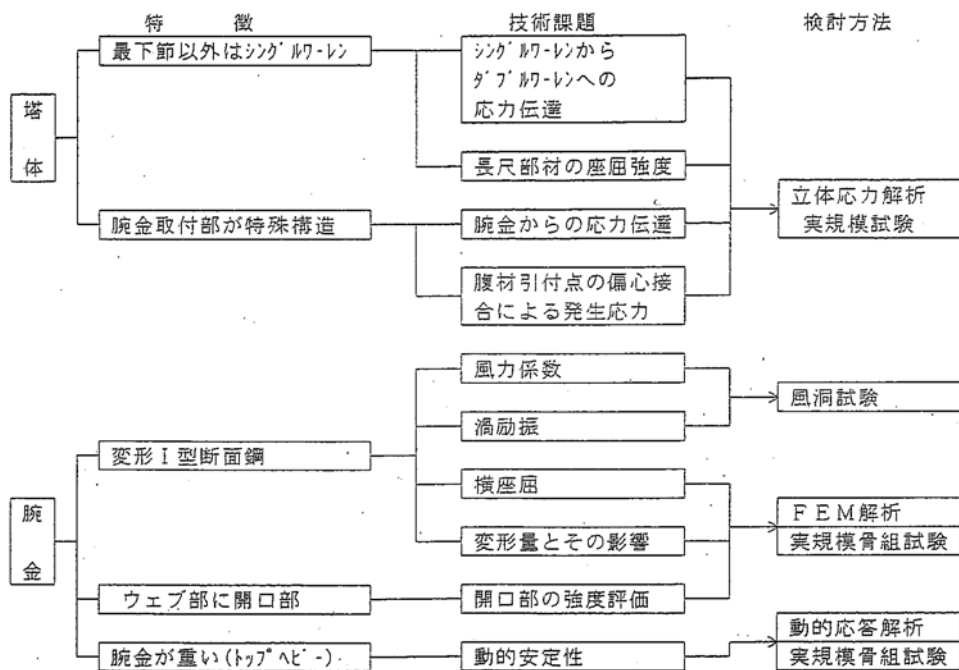 特　　徴　　技術課題　　検討方法
塔体
最下節以外はシングルワーレン
シングルワーレンから
ダブルワーレンへの
応力伝達
長尺部材の座屈強度
立体応力解析
実規模試験
腕金取付部が特殊構造
腕金からの応力伝達
腹材引付点の偏心接
合による発生応力
腕金
変形Ｉ型断面鋼
風力係数
渦励振
風洞試験
横座屈
変形量とその影響
ＦＥＭ解析
実規模骨組試験
ウェブ部に開口部
開口部の強度評価
腕金が重い(トップヘビー)
動的安定性
動的応答解析
実規模骨組試験